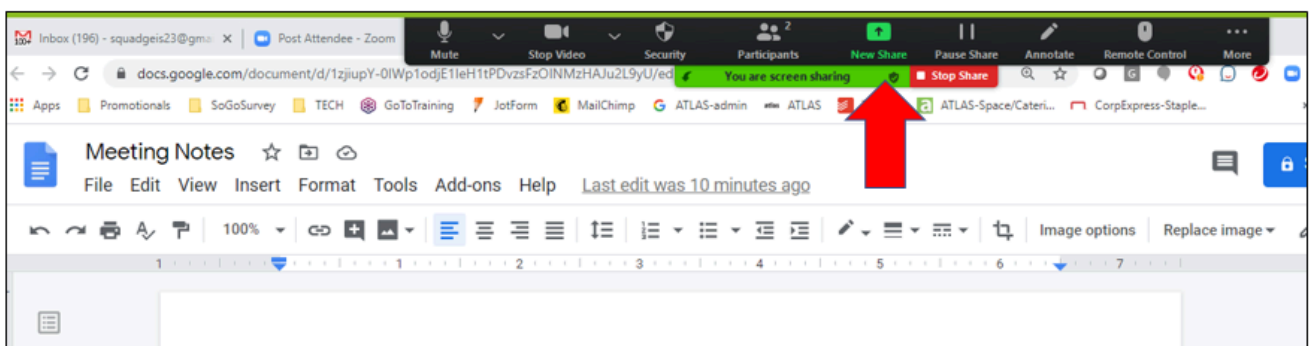 Inbox (196) - squadgeis23@gma
Post Attendee - Zoom
Mute Stop Video Security Participants 2 New Share Pause Share Annotate Remote Control More
docs.google.com/document/d/1zjiupY-0IWp1odjE1IeH1tPDvzsFzOINMzHAJu2L9yU/ed
You are screen sharing Stop Share
Apps Promotionals SoGoSurvey TECH GoToTraining JotForm MailChimp ATLAS-admin ATLAS ATLAS-Space/Cateri... CorpExpress-Staple...
Meeting Notes
File Edit View Insert Format Tools Add-ons Help Last edit was 10 minutes ago
100% Image options Replace image
1 1 2 3 4 5 6 7